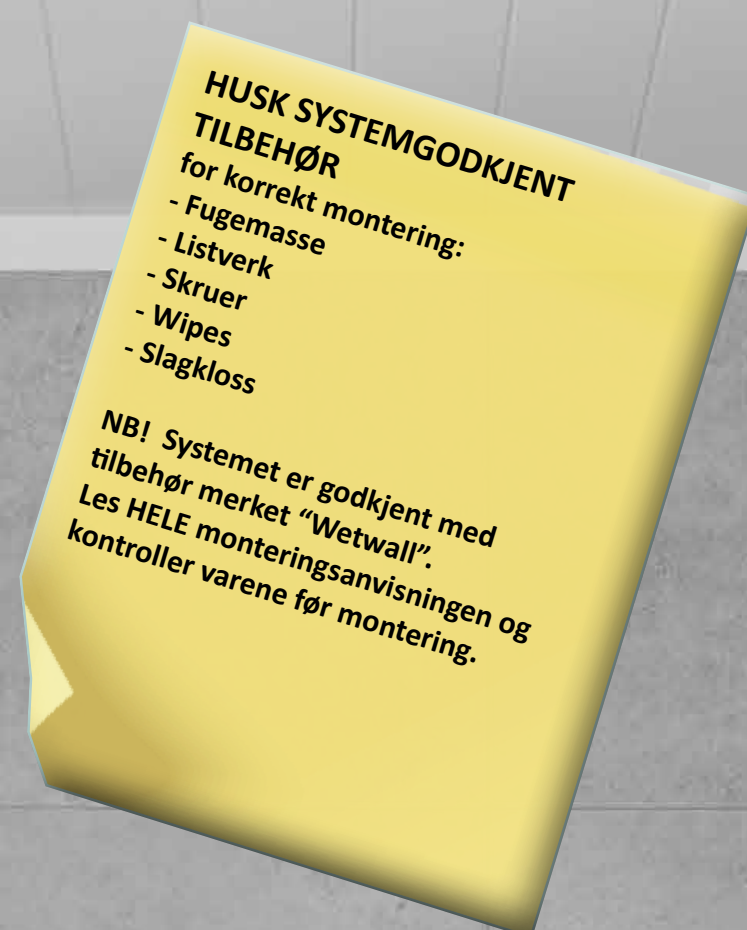 HUSK SYSTEMGODKJENT
TILBEHØR
for korrekt montering:
- Fugemasse
- Listverk
- Skruer
- Wipes
- Slagkloss
NB!  Systemet er godkjent med
tilbehør merket “Wetwall”.
Les HELE monteringsanvisningen og
kontroller varene før montering.